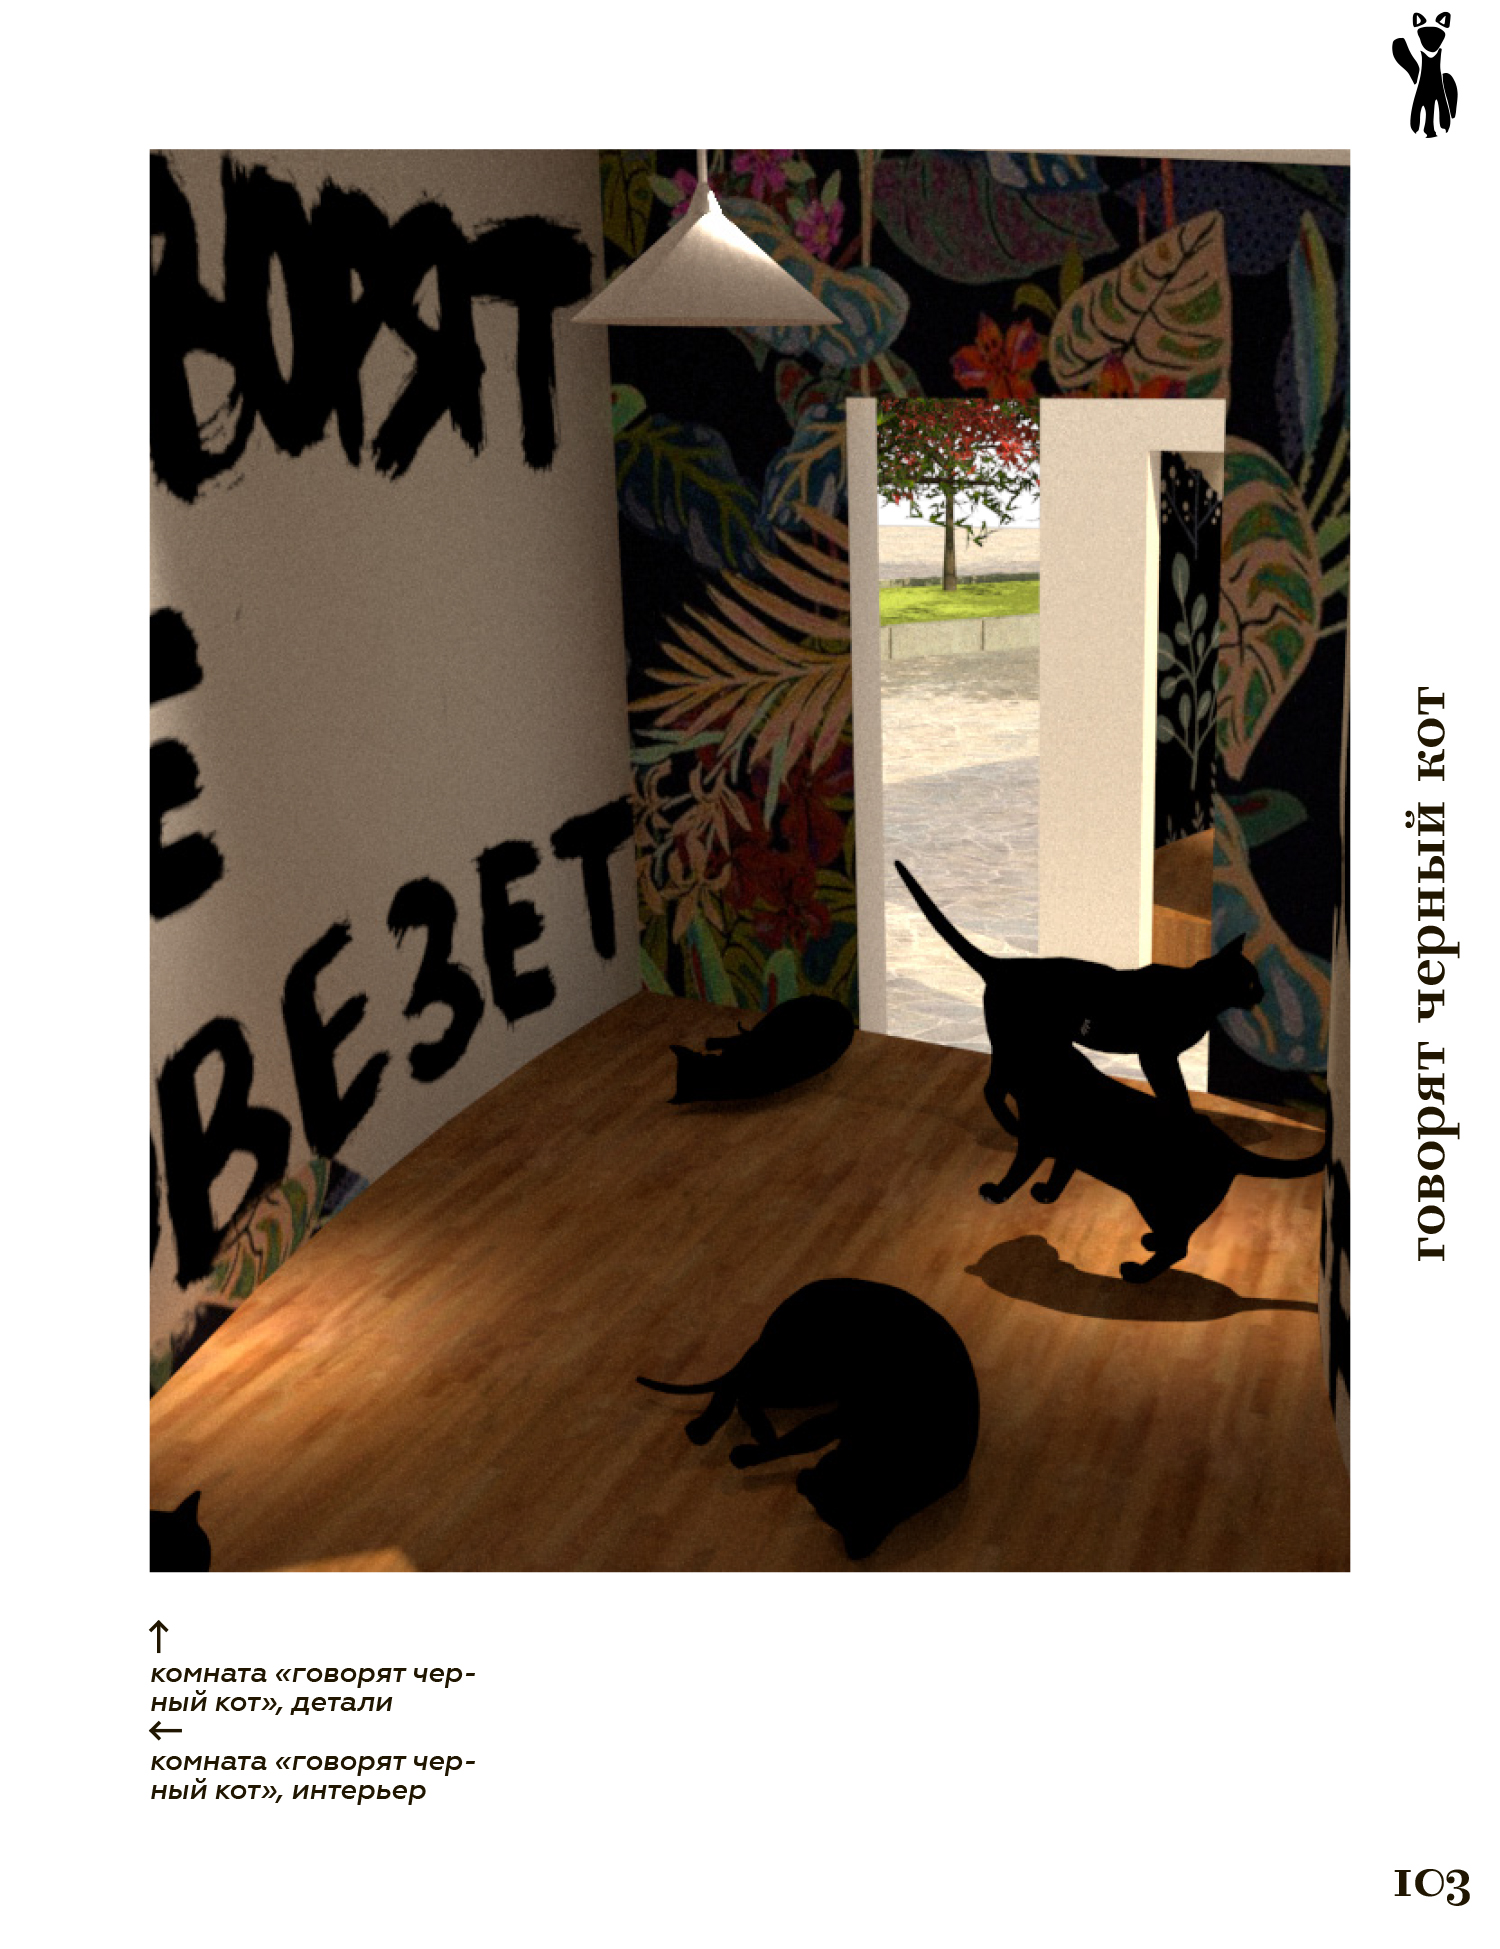 ВОРЯТ
Е
Е
ВЕЗЕТ
говорят черный кот
↑
комната «говорят чер-
ный кот», детали
←
комната «говорят чер-
ный кот», интерьер
103